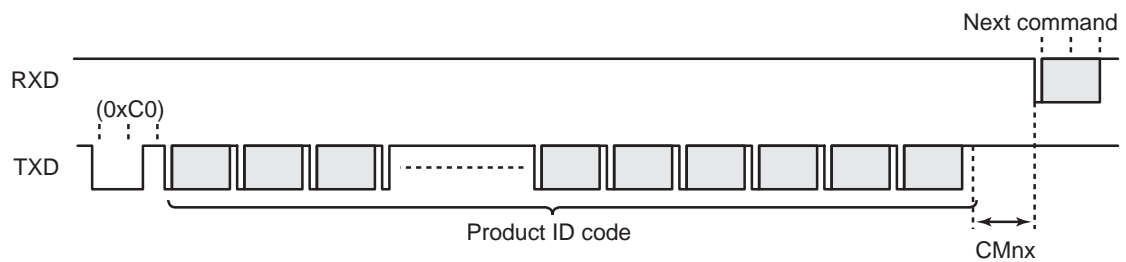 Next command
RXD
(0xC0)
TXD
Product ID code
CMnx